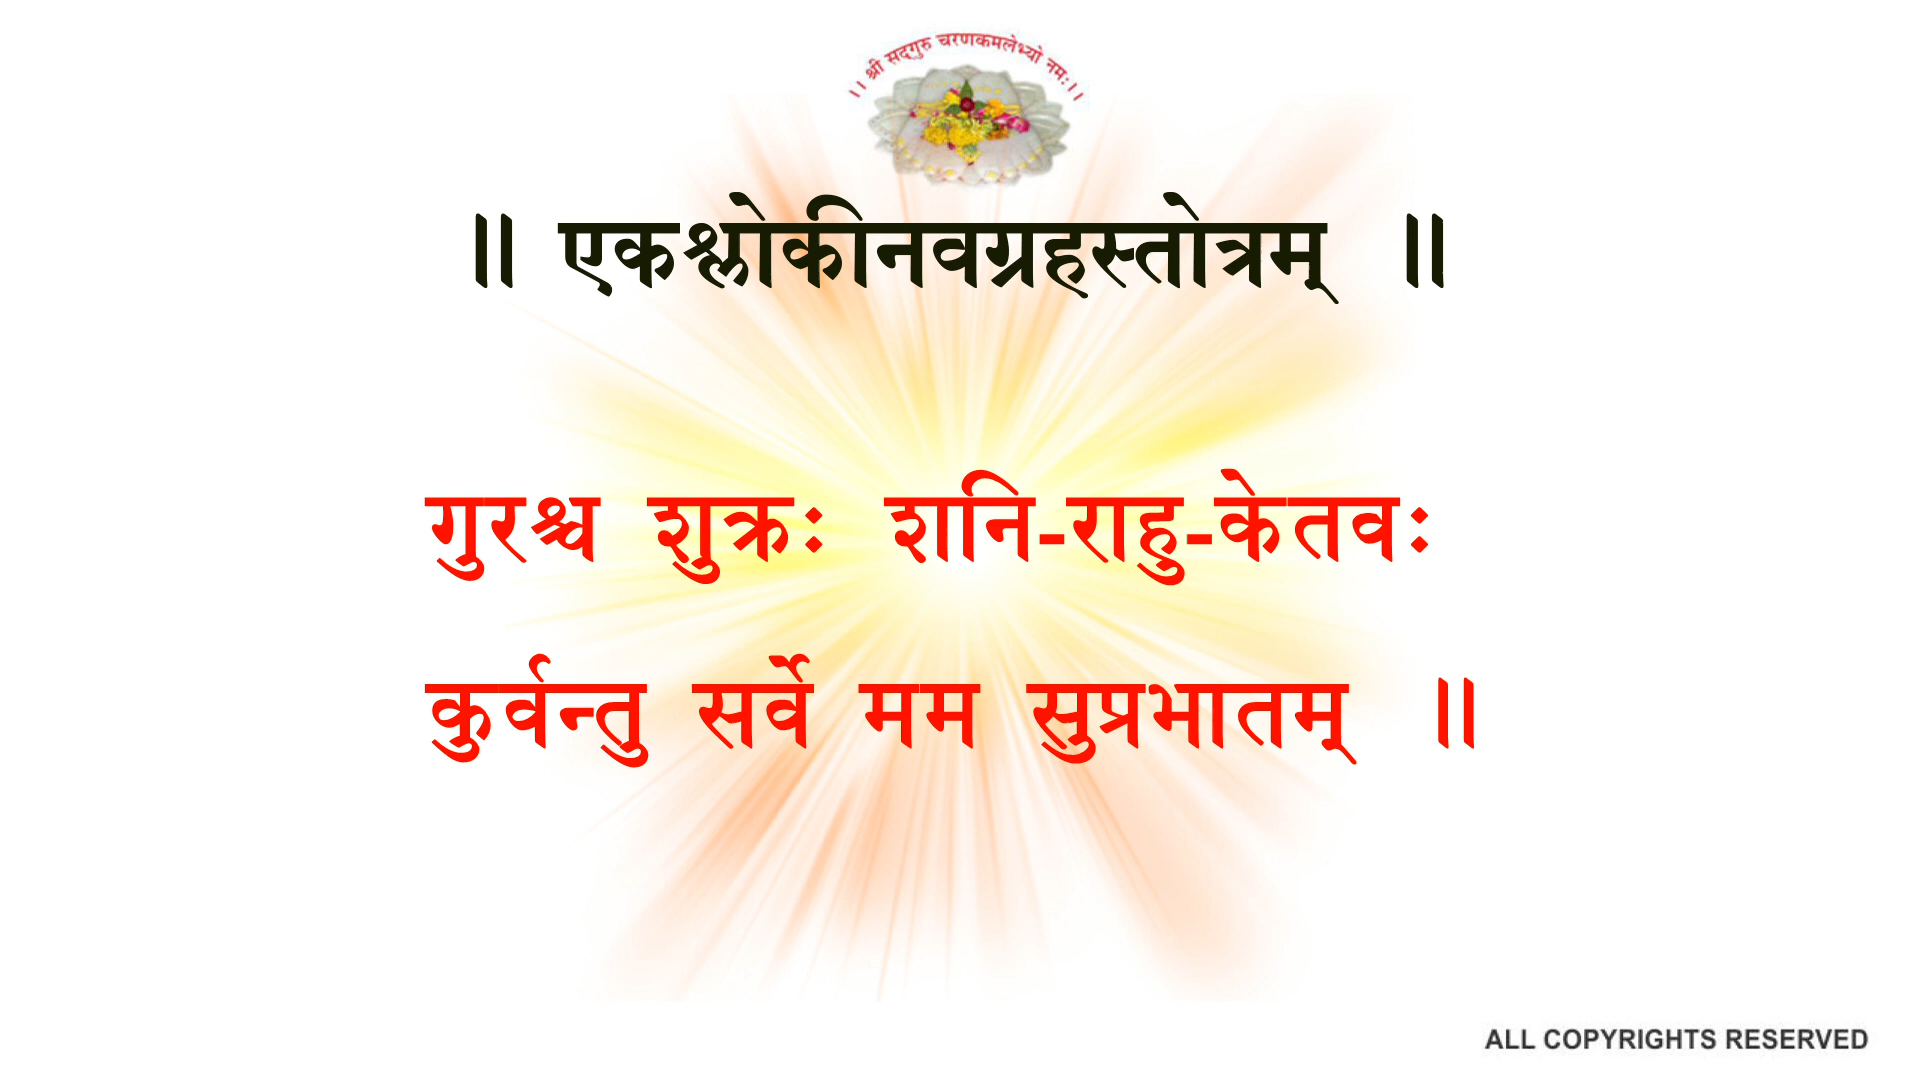 ।। श्री सद्‌गुरु चरणकमलेभ्यो नमः।।
॥ एकश्लोकीनवग्रहस्तोत्रम् ॥
गुरश्च शुक्रः शनि-राहु-केतवः
कुर्वन्तु सर्वे मम सुप्रभातम् ॥
ALL COPYRIGHTS RESERVED